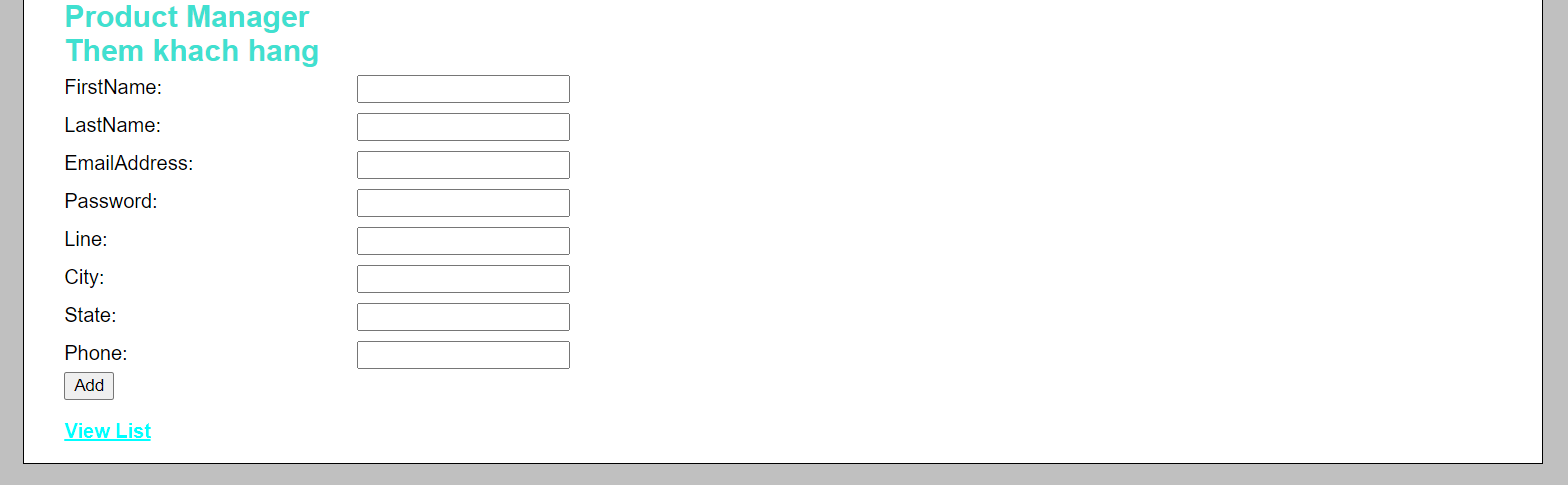 Product Manager
Them khach hang
FirstName:
LastName:
EmailAddress:
Password:
Line:
City:
State:
Phone:
Add
View List